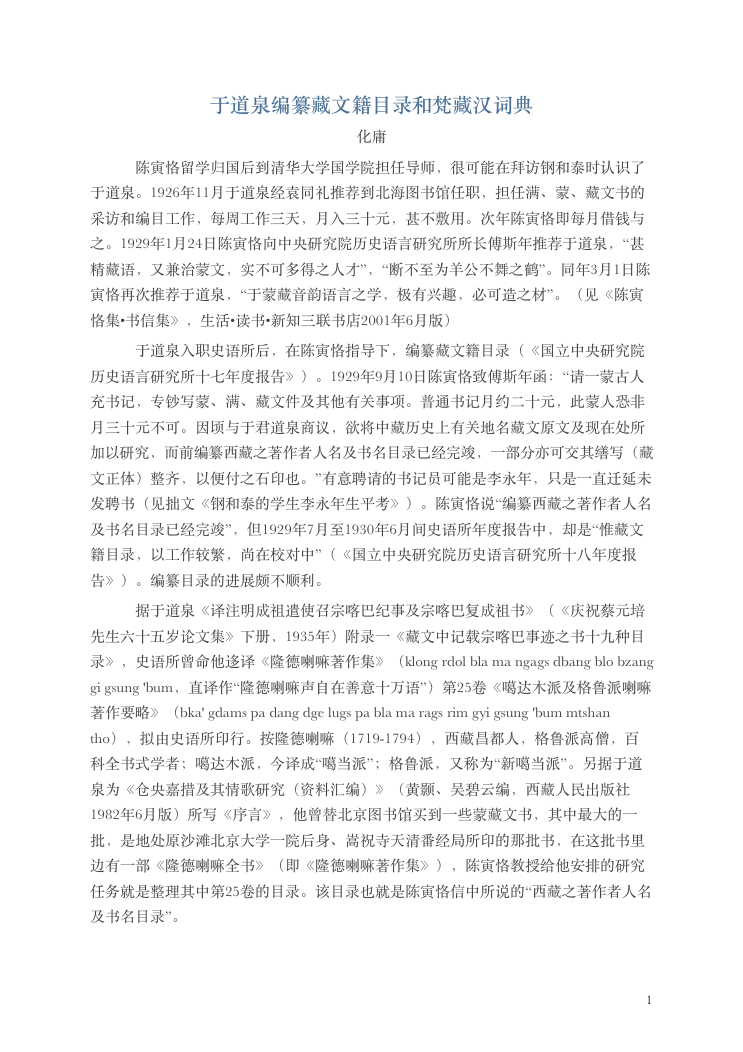 于道泉编纂藏文籍目录和梵藏汉词典
化庸
陈寅恪留学归国后到清华大学国学院担任导师，很可能在拜访钢和泰时认识了
于道泉。1926年11月于道泉经袁同礼推荐到北海图书馆任职，担任满、蒙、藏文书的
采访和编目工作，每周工作三天，月入三十元，甚不敷用。次年陈寅恪即每月借钱与
之。1929年1月24日陈寅恪向中央研究院历史语言研究所所长傅斯年推荐于道泉，“甚
精藏语，又兼治蒙文，实不可多得之人才”，“断不至为羊公不舞之鹤”。同年3月1日陈
寅恪再次推荐于道泉，“于蒙藏音韵语言之学，极有兴趣，必可造之材”。（见《陈寅
恪集•书信集》，生活•读书•新知三联书店2001年6月版）
于道泉入职史语所后，在陈寅恪指导下，编纂藏文籍目录（《国立中央研究院
历史语言研究所十七年度报告》）。1929年9月10日陈寅恪致傅斯年函：“请一蒙古人
充书记，专钞写蒙、满、藏文件及其他有关事项。普通书记月约二十元，此蒙人恐非
月三十元不可。因顷与于君道泉商议，欲将中藏历史上有关地名藏文原文及现在处所
加以研究，而前编纂西藏之著作者人名及书名目录已经完竣，一部分亦可交其缮写（藏
文正体）整齐，以便付之石印也。”有意聘请的书记员可能是李永年，只是一直迁延未
发聘书（见拙文《钢和泰的学生李永年生平考》）。陈寅恪说“编纂西藏之著作者人名
及书名目录已经完竣”，但1929年7月至1930年6月间史语所年度报告中，却是“惟藏文
籍目录，以工作较繁，尚在校对中”（《国立中央研究院历史语言研究所十八年度报
告》）。编纂目录的进展颇不顺利。
据于道泉《译注明成祖遣使召宗喀巴纪事及宗喀巴复成祖书》（《庆祝蔡元培
先生六十五岁论文集》下册，1935年）附录一《藏文中记载宗喀巴事迹之书十九种目
录》，史语所曾命他迻译《隆德喇嘛著作集》（klong rdol bla ma ngags dbang blo bzang
gi gsung 'bum，直译作“隆德喇嘛声自在善意十万语”）第25卷《噶达木派及格鲁派喇嘛
著作要略》（bka' gdams pa dang dge lugs pa bla ma rags rim gyi gsung 'bum mtshan
tho），拟由史语所印行。按隆德喇嘛（1719-1794），西藏昌都人，格鲁派高僧，百
科全书式学者；噶达木派，今译成“噶当派”；格鲁派，又称为“新噶当派”。另据于道
泉为《仓央嘉措及其情歌研究（资料汇编）》（黄颢、吴碧云编，西藏人民出版社
1982年6月版）所写《序言》，他曾替北京图书馆买到一些蒙藏文书，其中最大的一
批，是地处原沙滩北京大学一院后身、嵩祝寺天清番经局所印的那批书，在这批书里
边有一部《隆德喇嘛全书》（即《隆德喇嘛著作集》），陈寅恪教授给他安排的研究
任务就是整理其中第25卷的目录。该目录也就是陈寅恪信中所说的“西藏之著作者人名
及书名目录”。
1